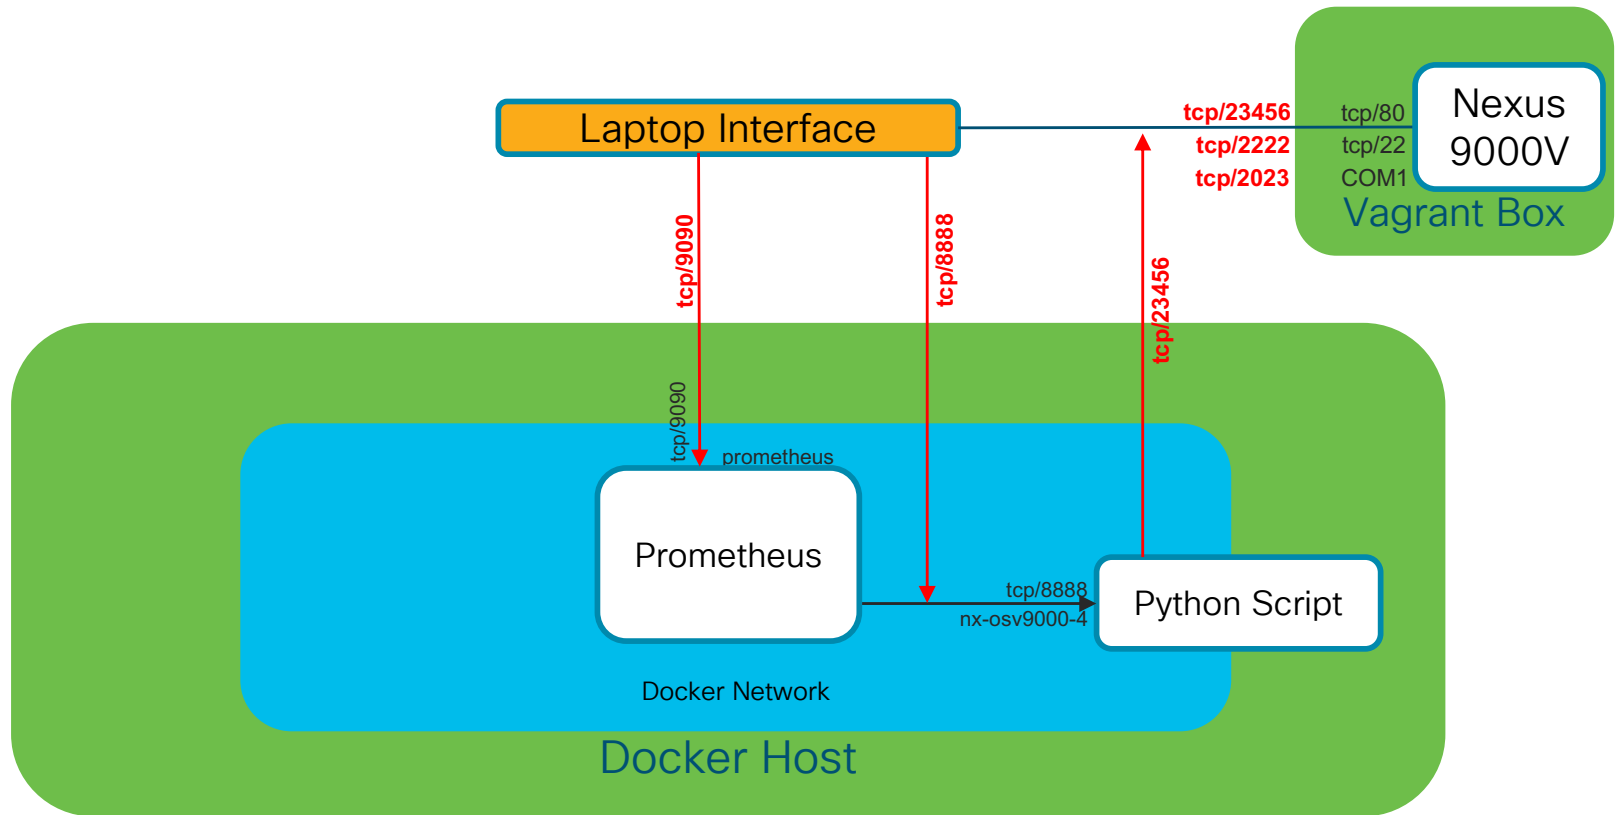 Laptop Interface
tcp/23456
tcp/2222
tcp/2023
tcp/80
tcp/22
COM1
Nexus
9000V
Vagrant Box
tcp/9090
tcp/8888
tcp/23456
tcp/9090
prometheus
Prometheus
tcp/8888
nx-osv9000-4
Python Script
Docker Network
Docker Host